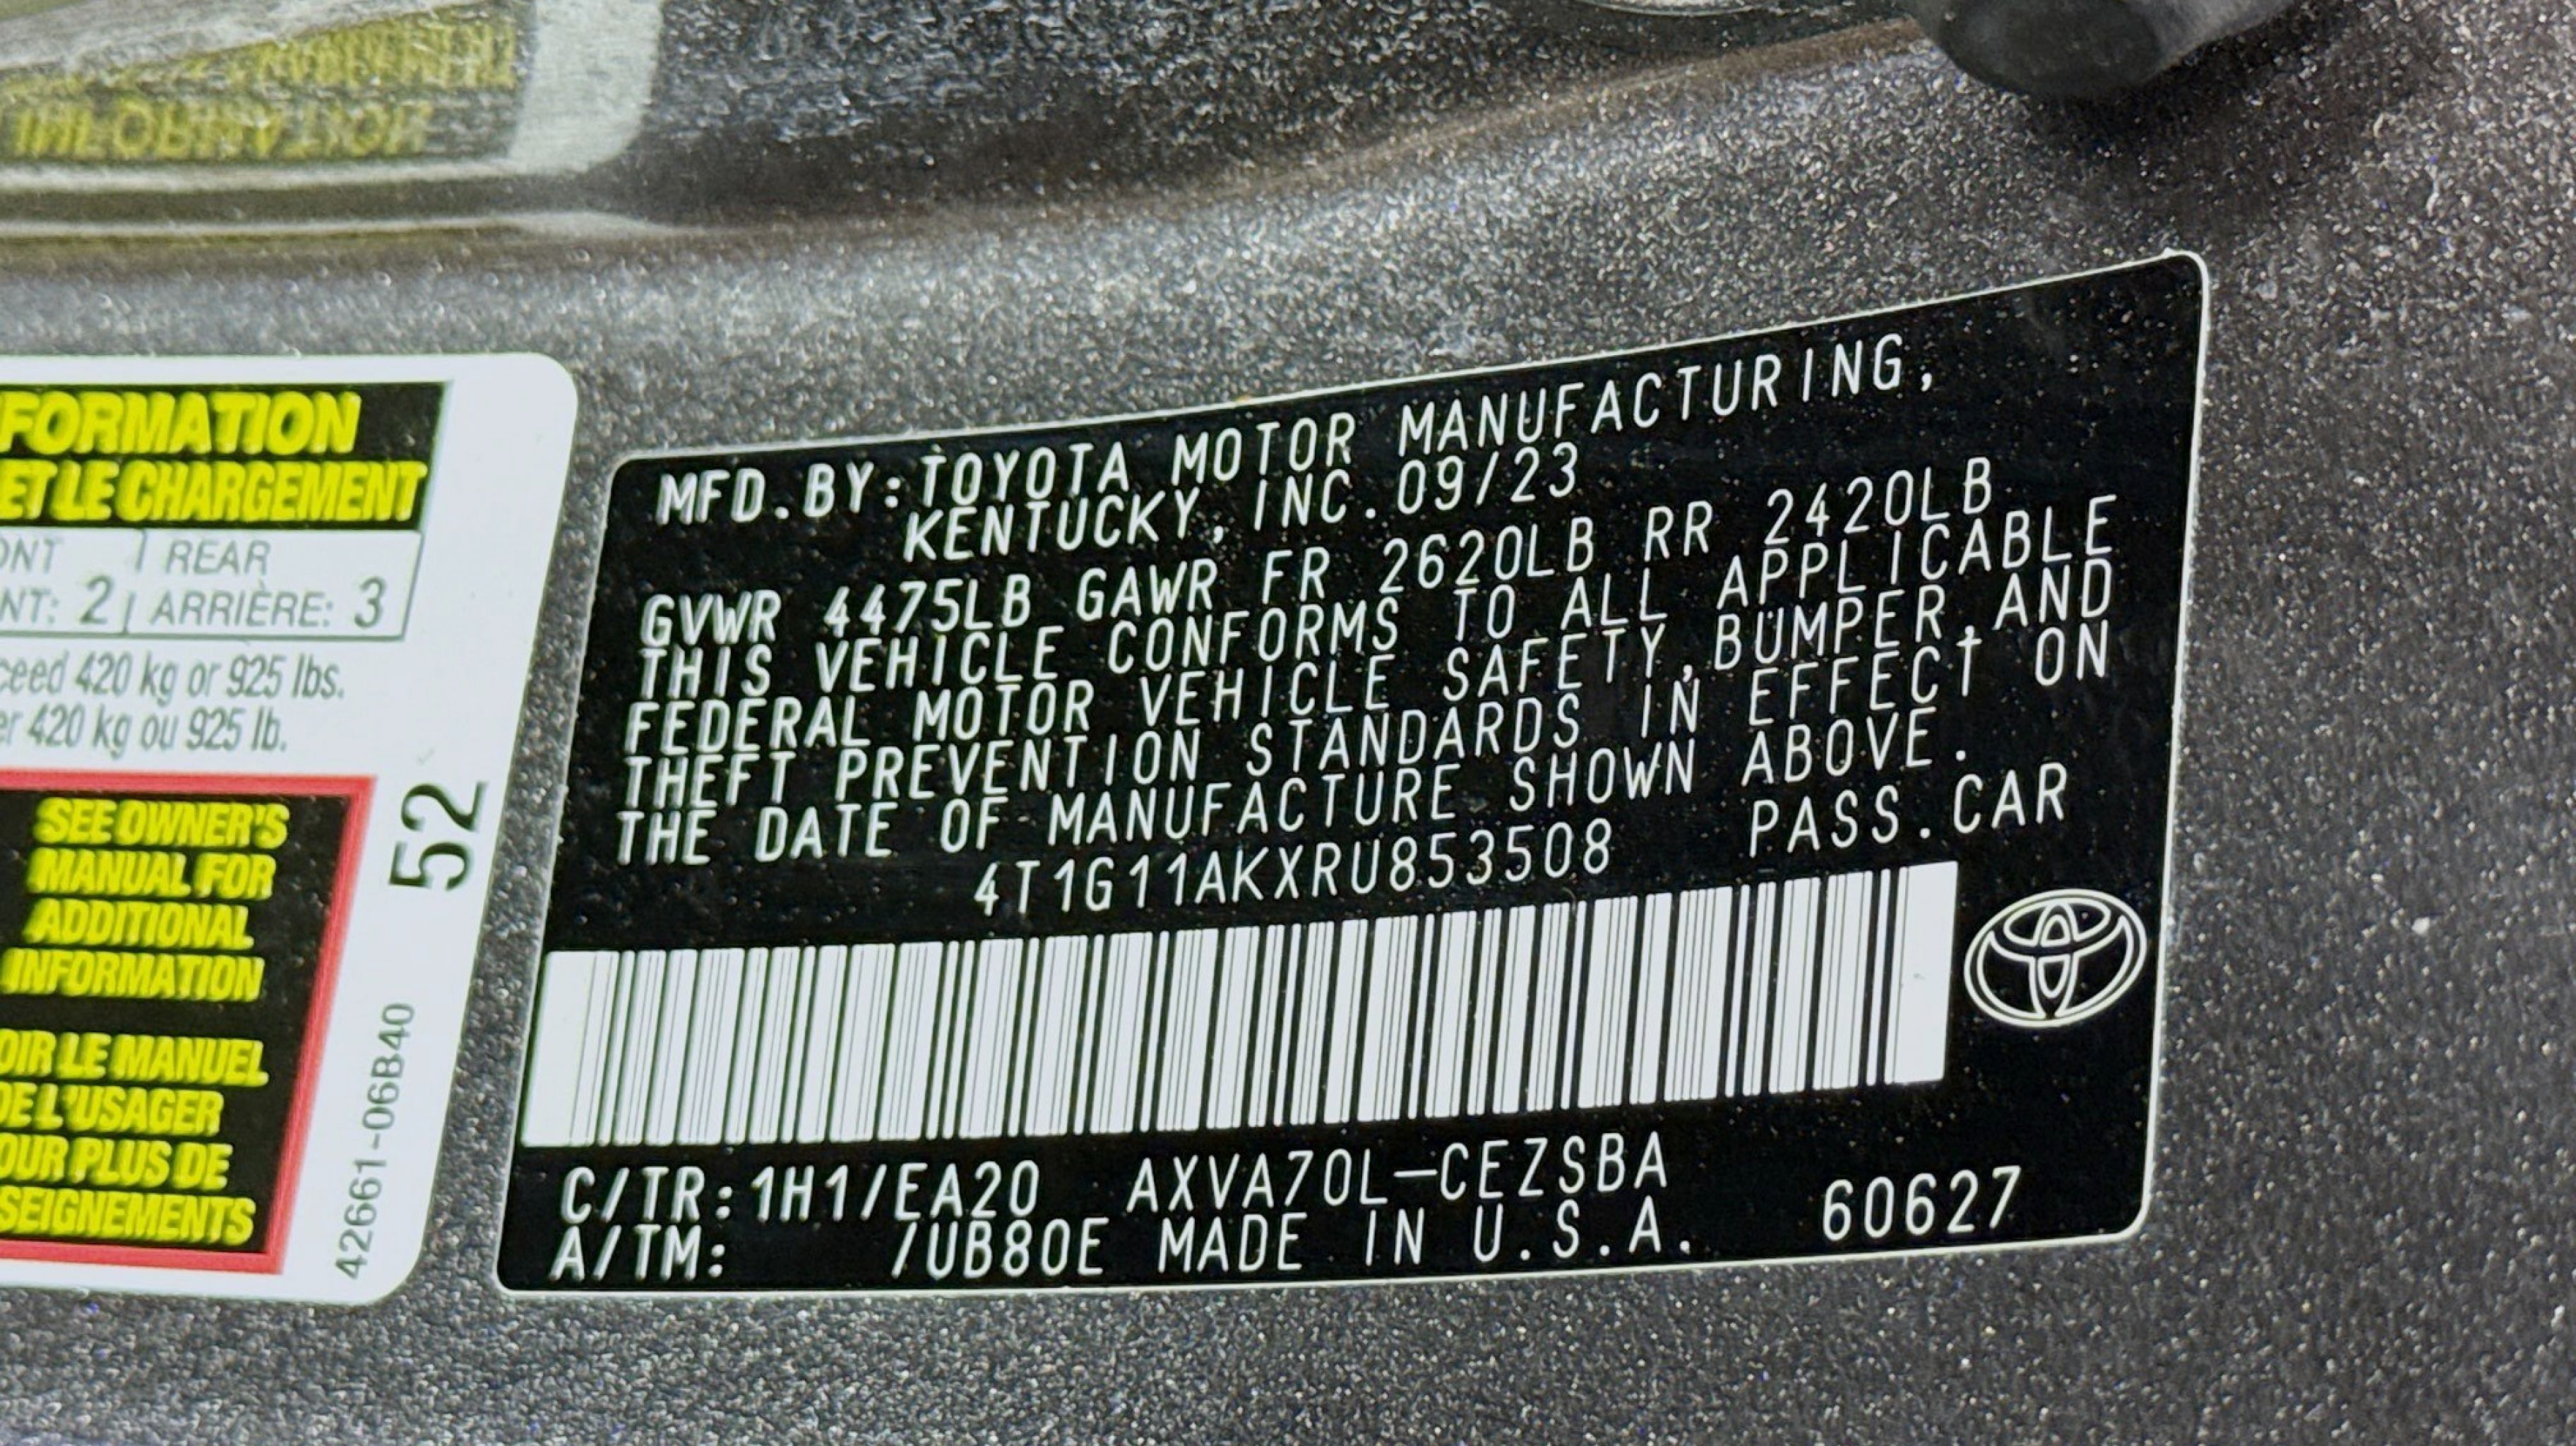 FORMATION
ET LE CHARGEMENT
REAR
NT: 2 ARRIÈRE: 3
420 kg or 925 lbs.
420 kg ou 925 lb.
SEE OWNER'S
MANUAL FOR
ADDITIONAL
INFORMATION
OIR LE MANUEL
DE L'USAGER
OUR PLUS DE
SEIGNEMENTS
52
42661-06B40
MFD.BY:TOYOTA MOTOR MANUFACTURING,
KENTUCKY, INC.09/23
GVWR 4475LB GAWR FR 2620LB RR 2420LB
THIS VEHICLE CONFORMS TO ALL APPLICABLE
FEDERAL MOTOR VEHICLE SAFETY,BUMPER,AND
THEFT PREVENTION STANDARDS IN EFFECT ON
THE DATE OF MANUFACTURE SHOWN ABOVE.
4T1G11AKXRU853508 PASS.CAR
C/TR:1H1/EA20 AXVA70L-CEZSBA
A/TM: /UB80E MADE IN U.S.A. 60627